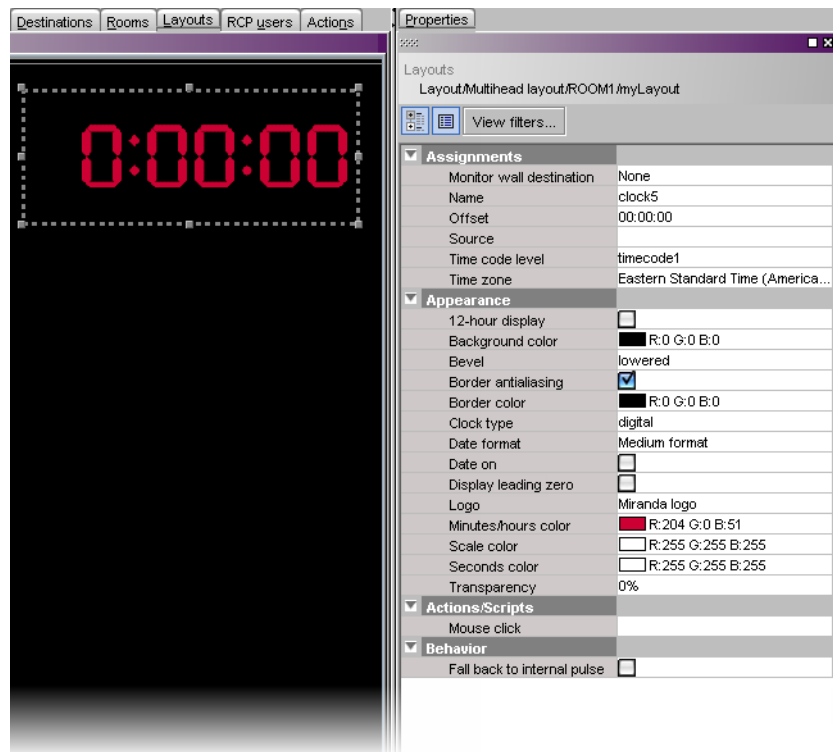 Destinations Rooms Layouts RCP users Actions
0:00:00
Properties
Layouts
Layout/Multihead layout/ROOM1/myLayout
View filters...
Assignments
Monitor wall destination None
Name clock5
Offset 00:00:00
Source
Time code level timecode1
Time zone Eastern Standard Time (America...
Appearance
12-hour display
Background color R:0 G:0 B:0
Bevel lowered
Border antialiasing
Border color R:0 G:0 B:0
Clock type digital
Date format Medium format
Date on
Display leading zero
Logo Miranda logo
Minutes/hours color R:204 G:0 B:51
Scale color R:255 G:255 B:255
Seconds color R:255 G:255 B:255
Transparency 0%
Actions/Scripts
Mouse click
Behavior
Fall back to internal pulse